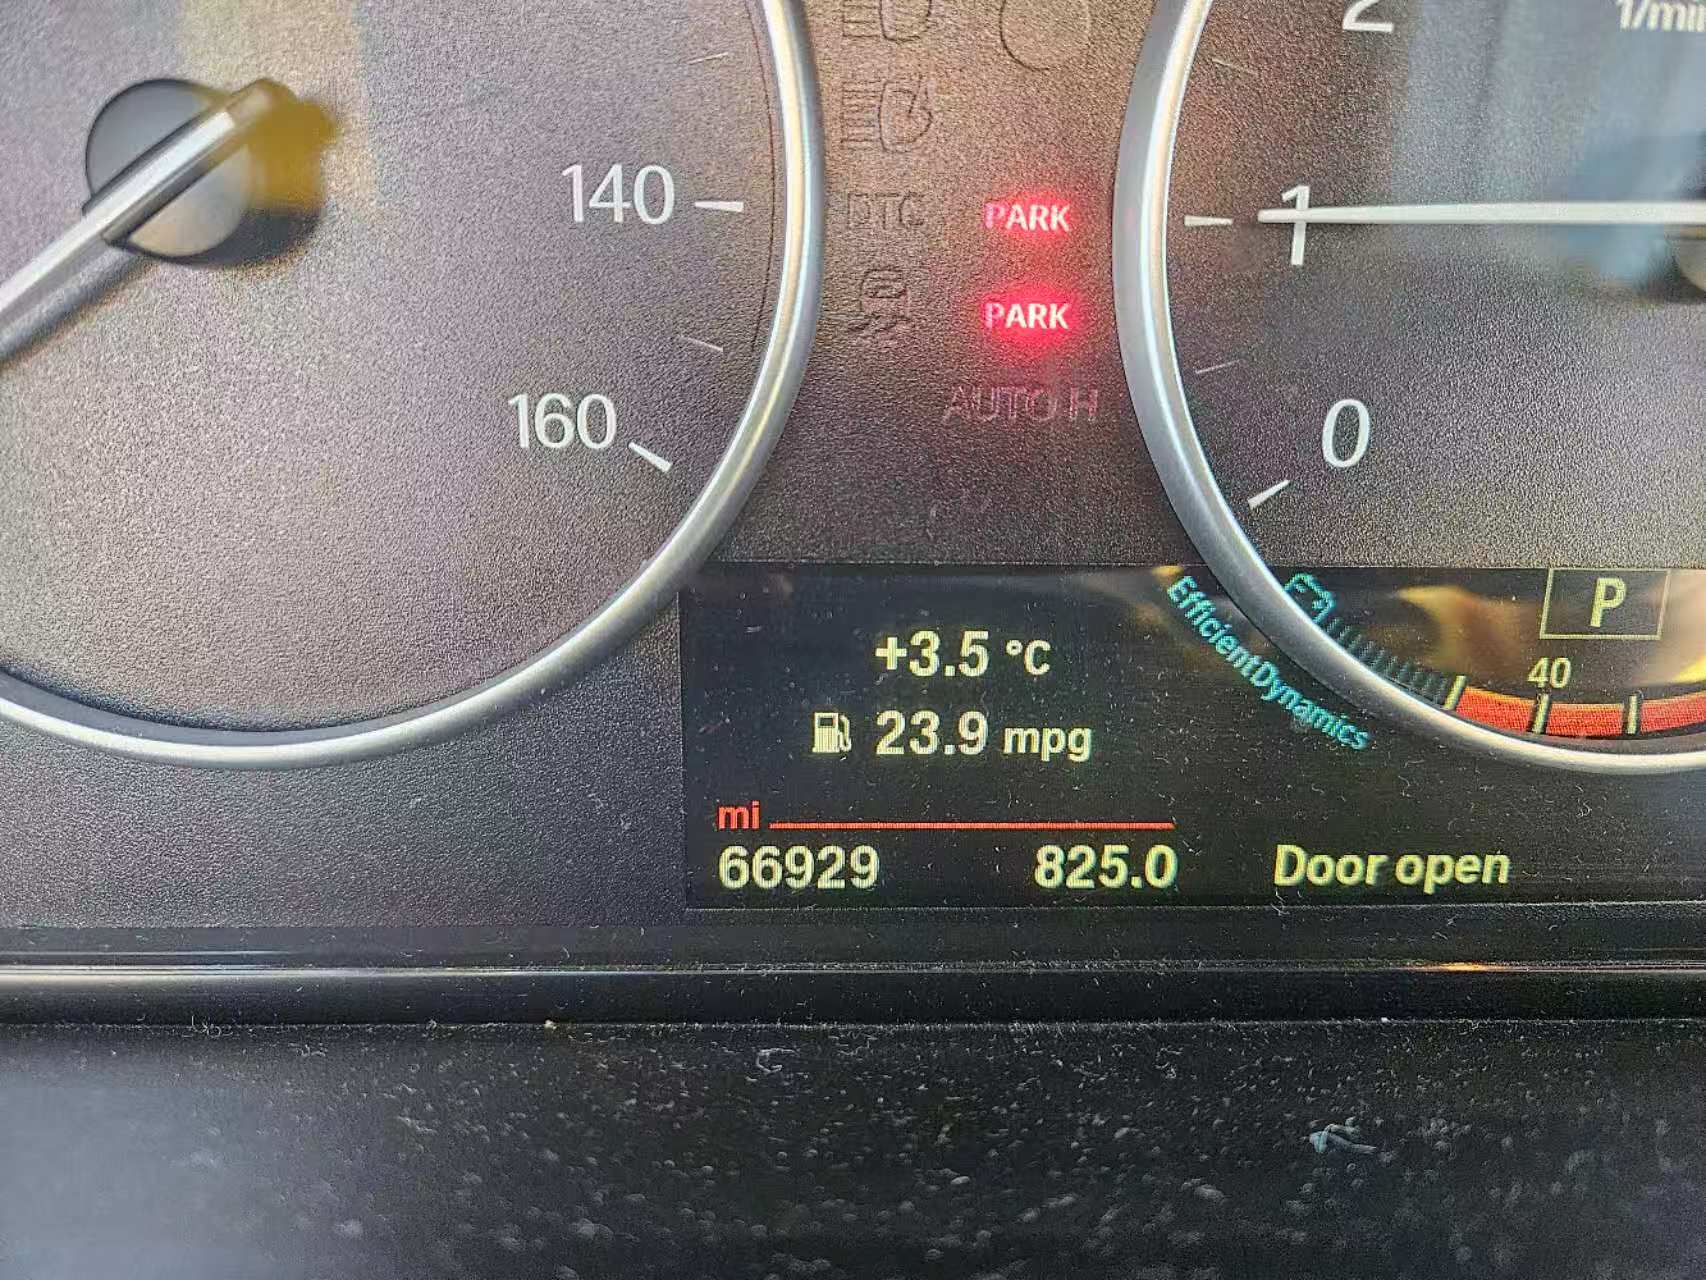 2
1/min
140
DTC
PARK
1
PARK
160
AUTO H
0
P
EfficientDynamics
40
+3.5 °C
23.9 mpg
mi
66929 825.0 Door open